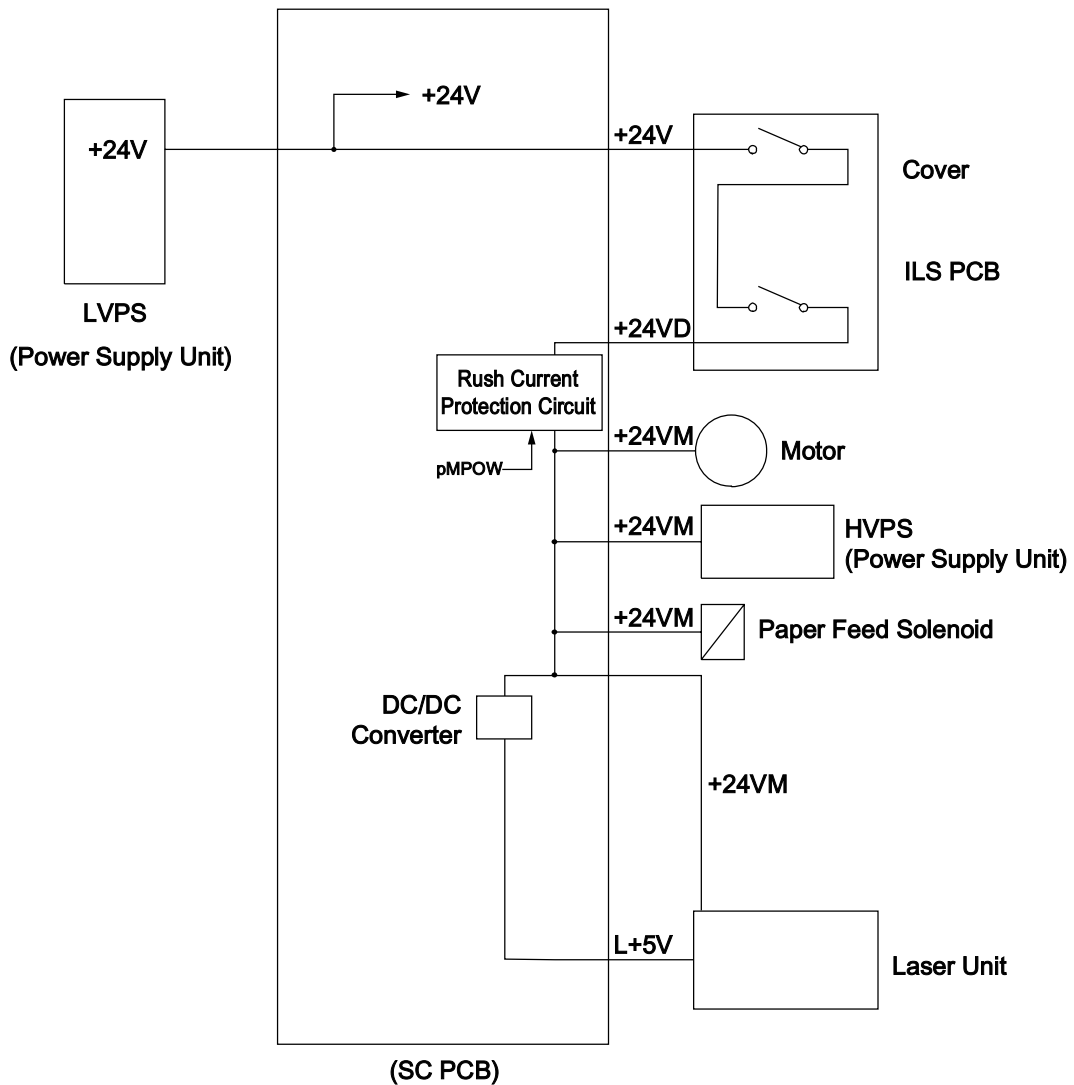 +24V
+24V
+24V
Cover
ILS PCB
LVPS
(Power Supply Unit)
+24VD
Rush Current
Protection Circuit
+24VM
Motor
pMPOW
+24VM
HVPS
(Power Supply Unit)
+24VM
Paper Feed Solenoid
DC/DC
Converter
+24VM
L+5V
Laser Unit
(SC PCB)